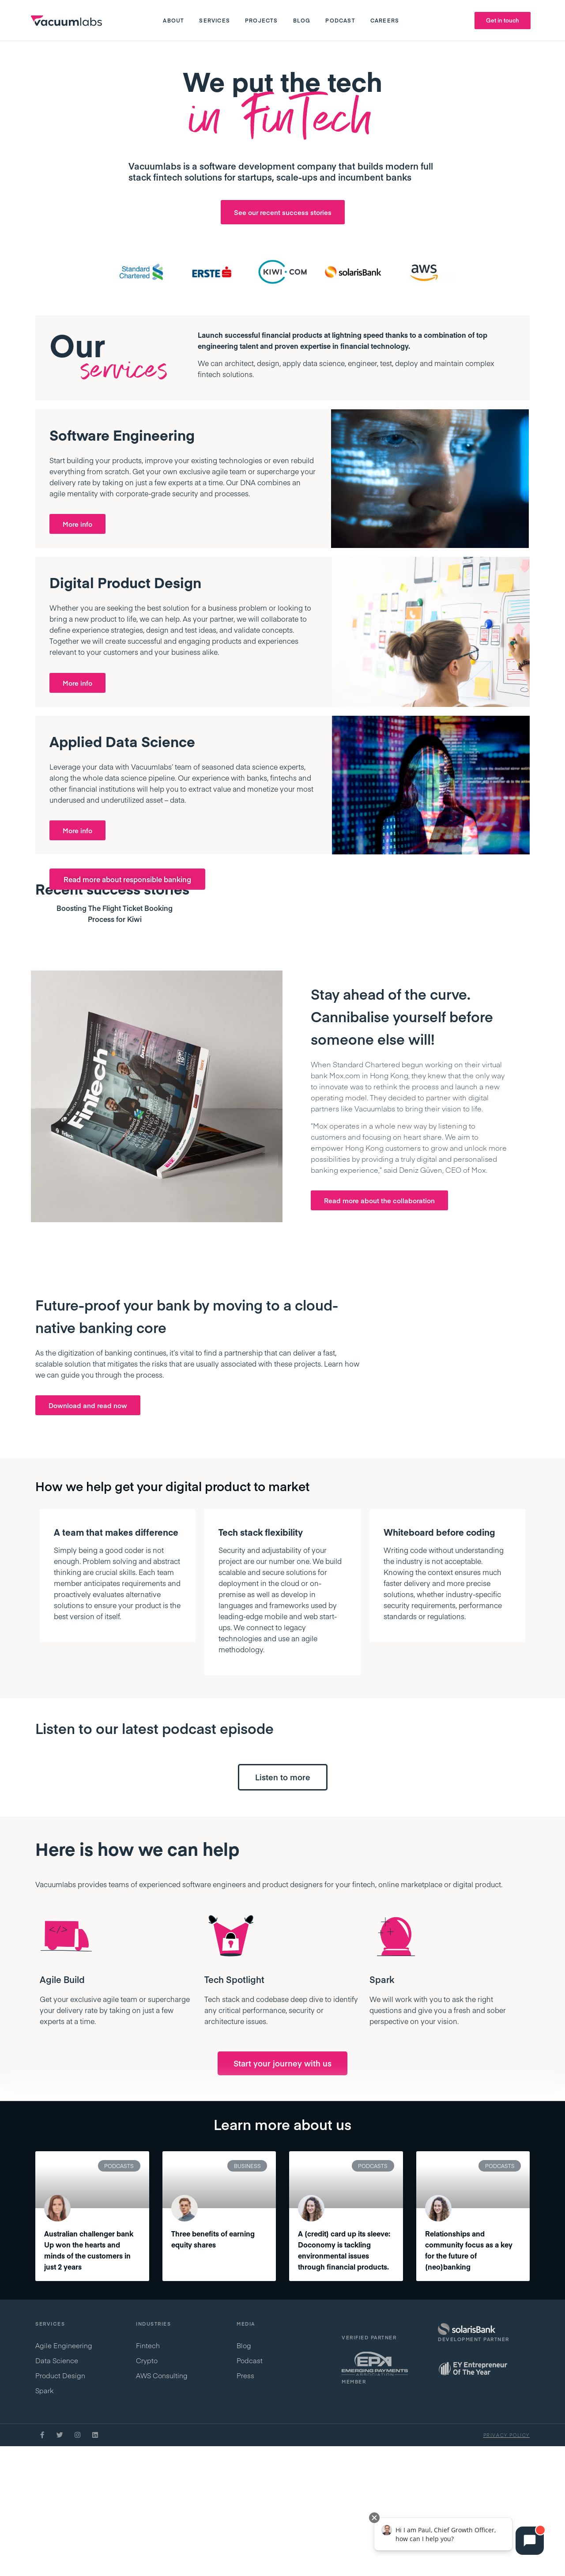 vacuumlabs
ABOUT
SERVICES
PROJECTS
BLOG
PODCAST
CAREERS
Get in touch
We put the tech
in FinTech
Vacuumlabs is a software development company that builds modern full
stack fintech solutions for startups, scale-ups and incumbent banks
See our recent success stories
Standard
Chartered
ERSTE
KIWI.COM
solarisBank
aws
Our
services
Launch successful financial products at lightning speed thanks to a combination of top
engineering talent and proven expertise in financial technology.
We can architect, design, apply data science, engineer, test, deploy and maintain complex
fintech solutions.
Software Engineering
Start building your products, improve your existing technologies or even rebuild
everything from scratch. Get your own exclusive agile team or supercharge your
delivery rate by taking on just a few experts at a time. Our DNA combines an
agile mentality with corporate-grade security and processes.
More info
Digital Product Design
Whether you are seeking the best solution for a business problem or looking to
bring a new product to life, we can help. As your partner, we will collaborate to
define experience strategies, design and test ideas, and validate concepts.
Together we will create successful and engaging products and experiences
relevant to your customers and your business alike.
More info
Applied Data Science
Leverage your data with Vacuumlabs' team of seasoned data science experts,
along the whole data science pipeline. Our experience with banks, fintechs and
other financial institutions will help you to extract value and monetize your most
underused and underutilized asset – data.
More info
Read more about responsible banking
Recent success stories
Boosting The Flight Ticket Booking
Process for Kiwi
FinTech
Stay ahead of the curve.
Cannibalise yourself before
someone else will!
When Standard Chartered begun working on their virtual
bank Mox.com in Hong Kong, they knew that the only way
to innovate was to rethink the process and launch a new
operating model. They decided to partner with digital
partners like Vacuumlabs to bring their vision to life.
"Mox operates in a whole new way by listening to
customers and focusing on heart share. We aim to
empower Hong Kong customers to grow and unlock more
possibilities by providing a truly digital and personalised
banking experience," said Deniz Güven, CEO of Mox.
Read more about the collaboration
Future-proof your bank by moving to a cloud-
native banking core
As the digitization of banking continues, it's vital to find a partnership that can deliver a fast,
scalable solution that mitigates the risks that are usually associated with these projects. Learn how
we can guide you through the process.
Download and read now
How we help get your digital product to market
A team that makes difference
Simply being a good coder is not
enough. Problem solving and abstract
thinking are crucial skills. Each team
member anticipates requirements and
proactively evaluates alternative
solutions to ensure your product is the
best version of itself.
Tech stack flexibility
Security and adjustability of your
project are our number one. We build
scalable and secure solutions for
deployment in the cloud or on-
premise as well as develop in
languages and frameworks used by
leading-edge mobile and web start-
ups. We connect to legacy
technologies and use an agile
methodology.
Whiteboard before coding
Writing code without understanding
the industry is not acceptable.
Knowing the context ensures much
faster delivery and more precise
solutions, whether industry-specific
security requirements, performance
standards or regulations.
Listen to our latest podcast episode
Listen to more
Here is how we can help
Vacuumlabs provides teams of experienced software engineers and product designers for your fintech, online marketplace or digital product.
</>
Agile Build
Get your exclusive agile team or supercharge
your delivery rate by taking on just a few
experts at a time.
Tech Spotlight
Tech stack and codebase deep dive to identify
any critical performance, security or
architecture issues.
Spark
We will work with you to ask the right
questions and give you a fresh and sober
perspective on your vision.
Start your journey with us
Learn more about us
PODCASTS
Australian challenger bank
Up won the hearts and
minds of the customers in
just 2 years
BUSINESS
Three benefits of earning
equity shares
PODCASTS
A (credit) card up its sleeve:
Doconomy is tackling
environmental issues
through financial products.
PODCASTS
Relationships and
community focus as a key
for the future of
(neo)banking
SERVICES
Agile Engineering
Data Science
Product Design
Spark
INDUSTRIES
Fintech
Crypto
AWS Consulting
MEDIA
Blog
Podcast
Press
VERIFIED PARTNER
EPA
EMERGING PAYMENTS
ASSOCIATION
MEMBER
solarisBank
DEVELOPMENT PARTNER
EY Entrepreneur
Of The Year
PRIVACY POLICY
Hi I am Paul, Chief Growth Officer,
how can I help you?